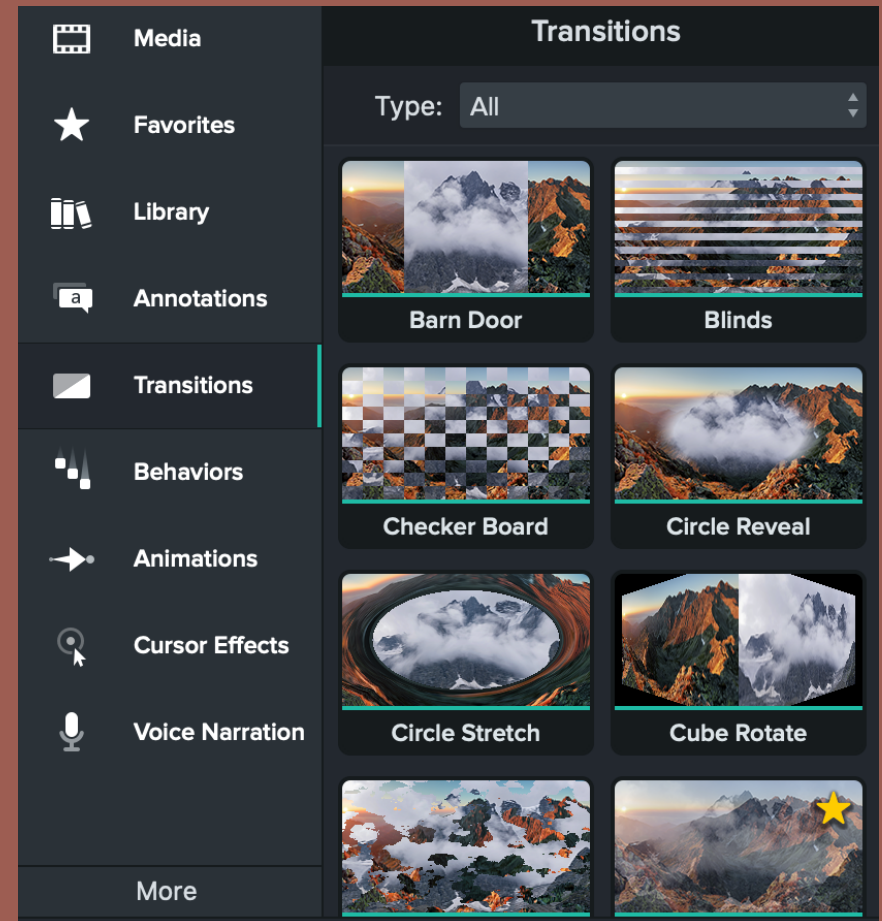 Media
Favorites
Library
a
Annotations
Transitions
Behaviors
Animations
Cursor Effects
Voice Narration
More
Transitions
Type: All
Barn Door
Blinds
Checker Board
Circle Reveal
Circle Stretch
Cube Rotate